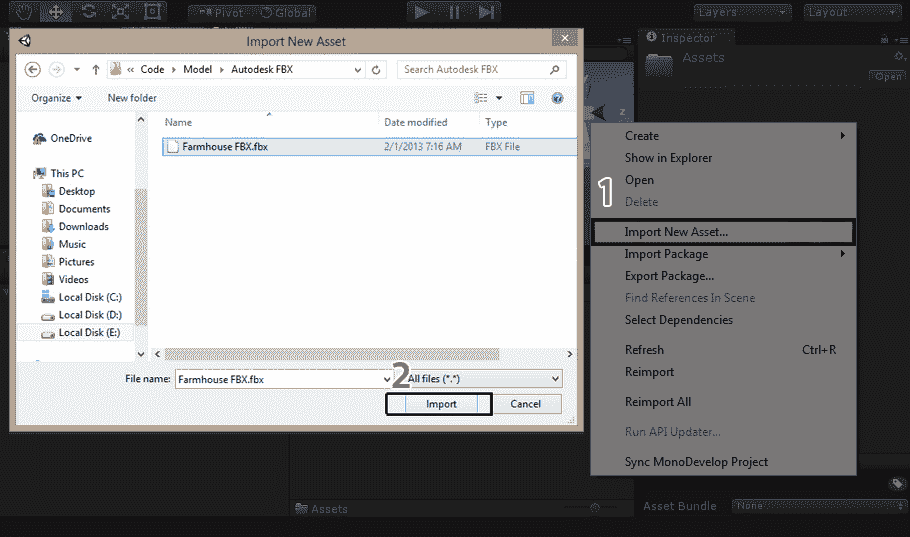 Pivot Global
Layers Layout
Import New Asset
« Code Model Autodesk FBX
Search Autodesk FBX
Organize New folder
Name Date modified Type
Farmhouse FBX.fbx 2/1/2013 7:16 AM FBX File
OneDrive
This PC
Desktop
Documents
Downloads
Music
Pictures
Videos
Local Disk (C:)
Local Disk (D:)
Local Disk (E:)
File name: Farmhouse FBX.fbx
All files (*.*)
2
Import Cancel
Inspector
Assets
Open
z
1
Create
Show in Explorer
Open
Delete
Import New Asset...
Import Package
Export Package...
Find References In Scene
Select Dependencies
Refresh Ctrl+R
Reimport
Reimport All
Run API Updater...
Sync MonoDevelop Project
Assets
Asset Bundle None